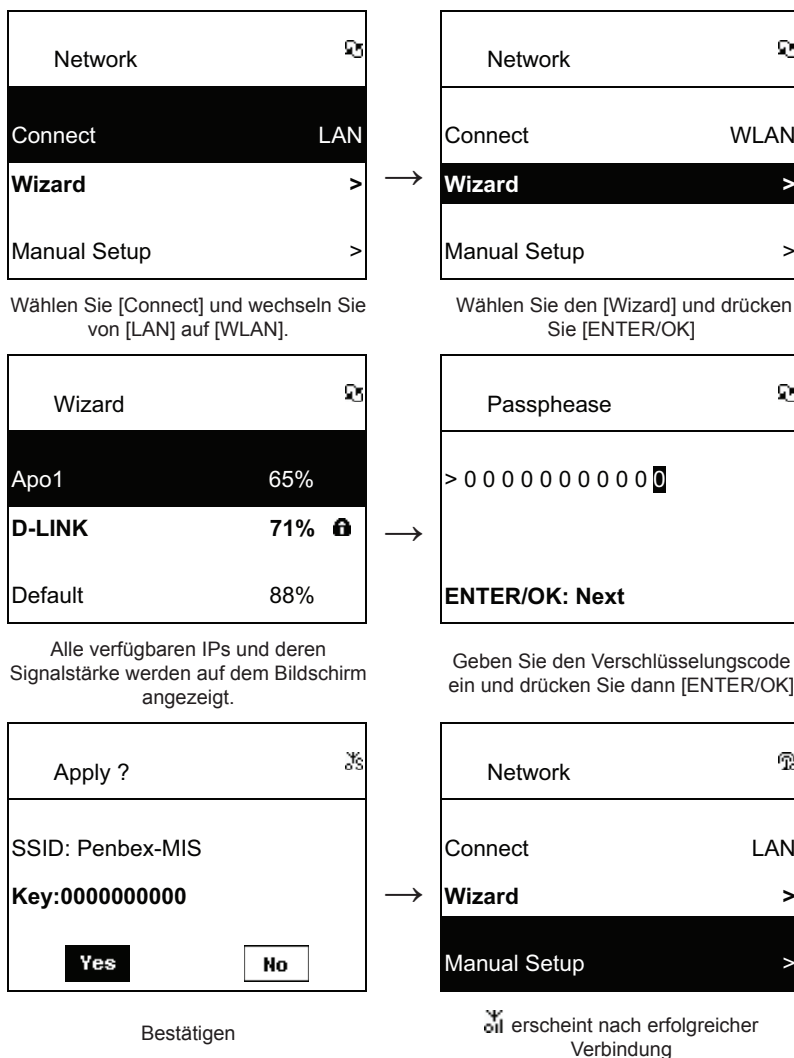 Network
Connect LAN
Wizard >
Manual Setup >
Wählen Sie [Connect] und wechseln Sie
von [LAN] auf [WLAN].
→
Network
Connect WLAN
Wizard >
Manual Setup >
Wählen Sie den [Wizard] und drücken
Sie [ENTER/OK]
Wizard
Apo1 65%
D-LINK 71%
Default 88%
Alle verfügbaren IPs und deren
Signalstärke werden auf dem Bildschirm
angezeigt.
→
Passphease
> 0 0 0 0 0 0 0 0 0 0 0
ENTER/OK: Next
Geben Sie den Verschlüsselungscode
ein und drücken Sie dann [ENTER/OK]
Apply ?
SSID: Penbex-MIS
Key:0000000000
Yes No
Bestätigen
→
Network
Connect LAN
Wizard >
Manual Setup >
erscheint nach erfolgreicher
Verbindung